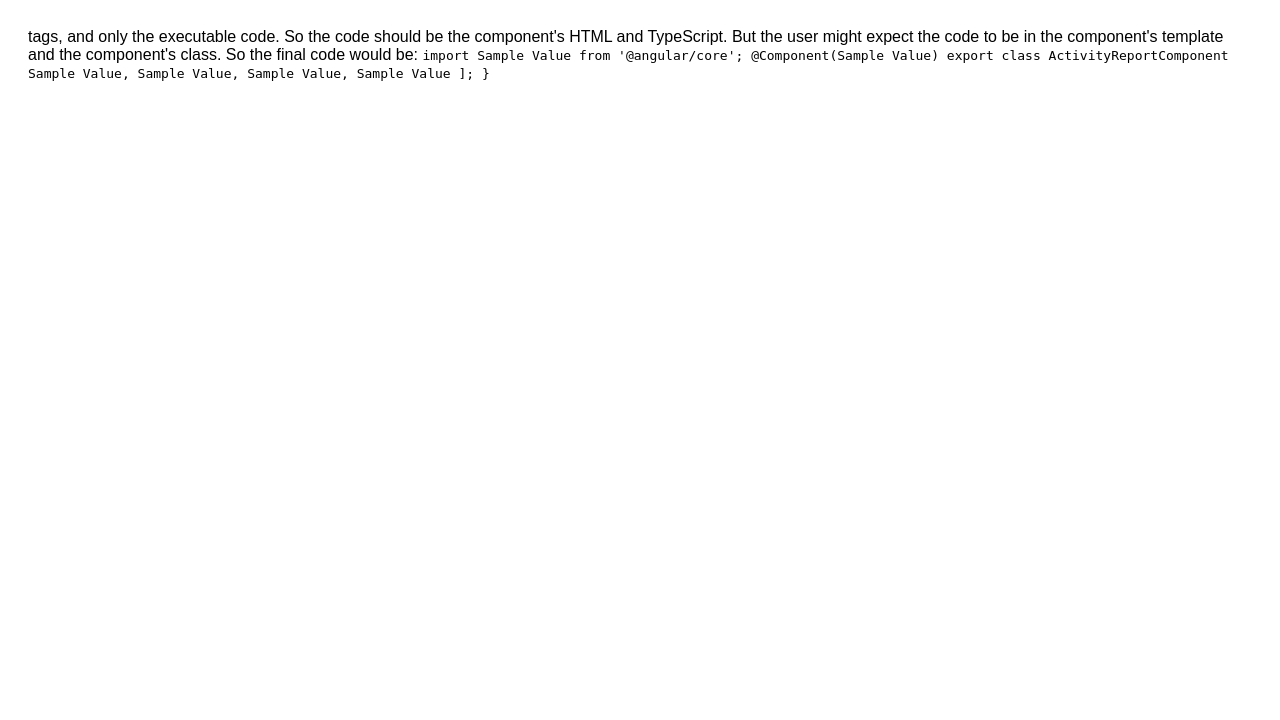 tags, and only the executable code. So the code should be the component's HTML and TypeScript. But the user might expect the code to be in the component's template
and the component's class. So the final code would be: import Sample Value from '@angular/core'; @Component(Sample Value) export class ActivityReportComponent
Sample Value, Sample Value, Sample Value, Sample Value ]; }